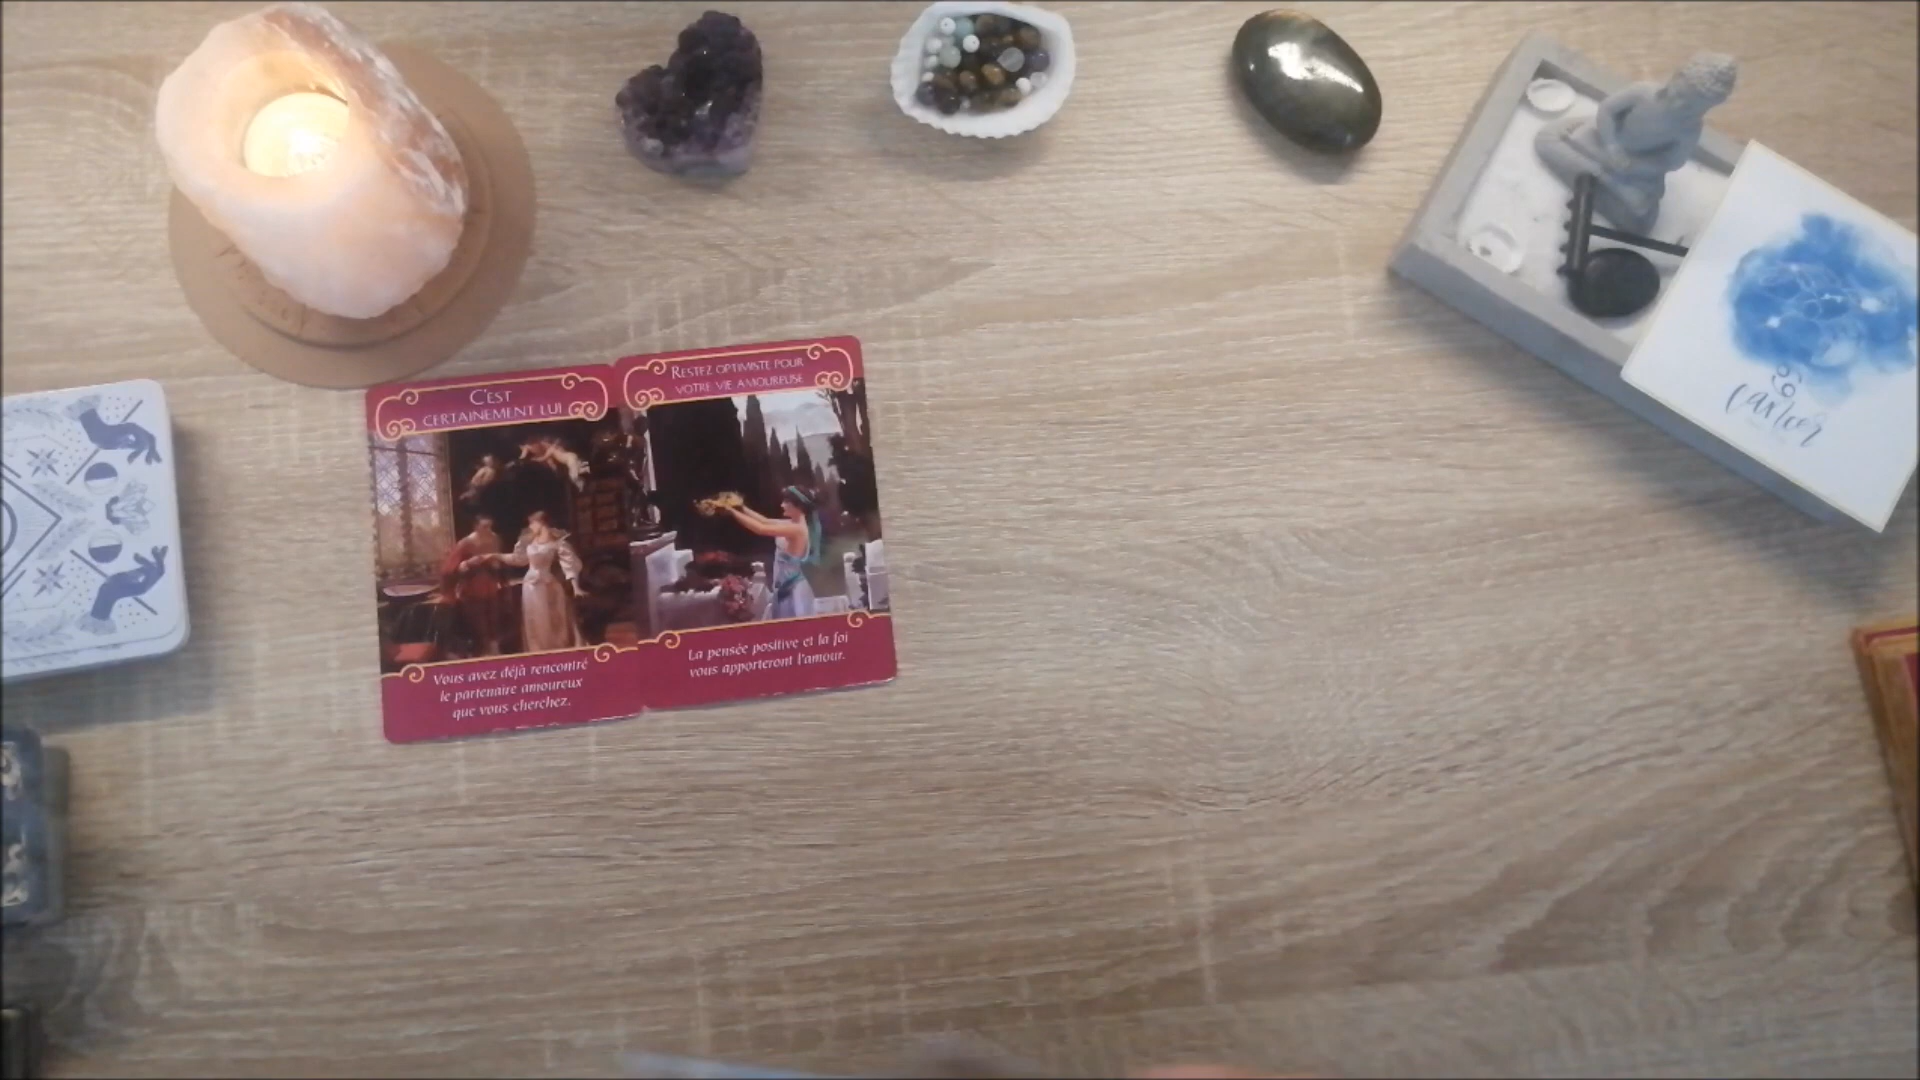 C'EST
CERTAINEMENT LUI
Vous avez déjà rencontré
le partenaire amoureux
que vous cherchez.
RESTEZ OPTIMISTE POUR
VOTRE VIE AMOUREUSE
La pensée positive et la foi
vous apporteront l'amour.
cancer